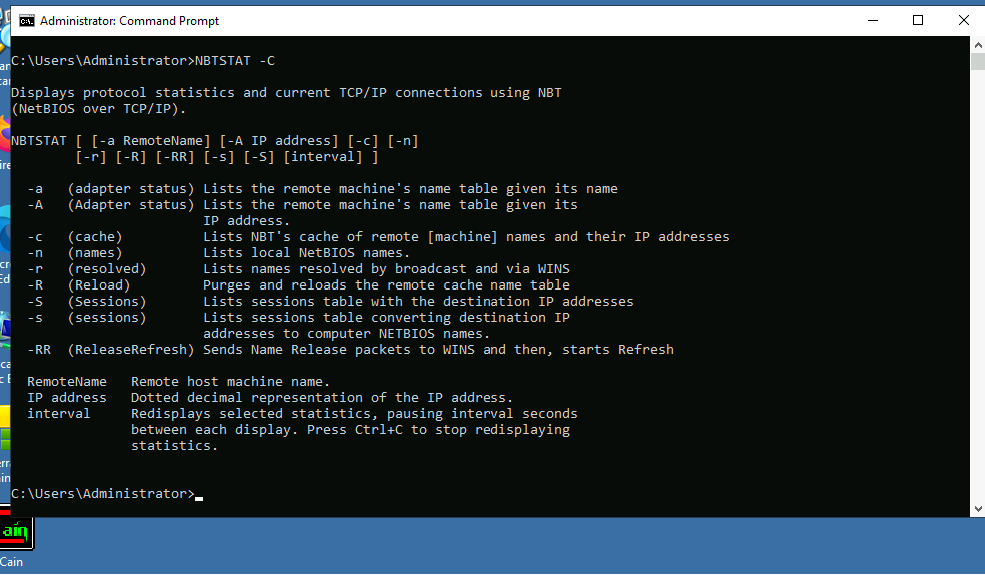 Administrator: Command Prompt
C:\Users\Administrator>NBTSTAT -C
Displays protocol statistics and current TCP/IP connections using NBT
(NetBIOS over TCP/IP).
NBTSTAT [ [-a RemoteName] [-A IP address] [-c] [-n]
[-r] [-R] [-RR] [-s] [-S] [interval] ]
-a (adapter status) Lists the remote machine's name table given its name
-A (Adapter status) Lists the remote machine's name table given its
IP address.
-c (cache) Lists NBT's cache of remote [machine] names and their IP addresses
-n (names) Lists local NetBIOS names.
-r (resolved) Lists names resolved by broadcast and via WINS
-R (Reload) Purges and reloads the remote cache name table
-S (Sessions) Lists sessions table with the destination IP addresses
-s (sessions) Lists sessions table converting destination IP
addresses to computer NETBIOS names.
-RR (ReleaseRefresh) Sends Name Release packets to WINS and then, starts Refresh
RemoteName Remote host machine name.
IP address Dotted decimal representation of the IP address.
interval Redisplays selected statistics, pausing interval seconds
between each display. Press Ctrl+C to stop redisplaying
statistics.
C:\Users\Administrator>
ain
Cain